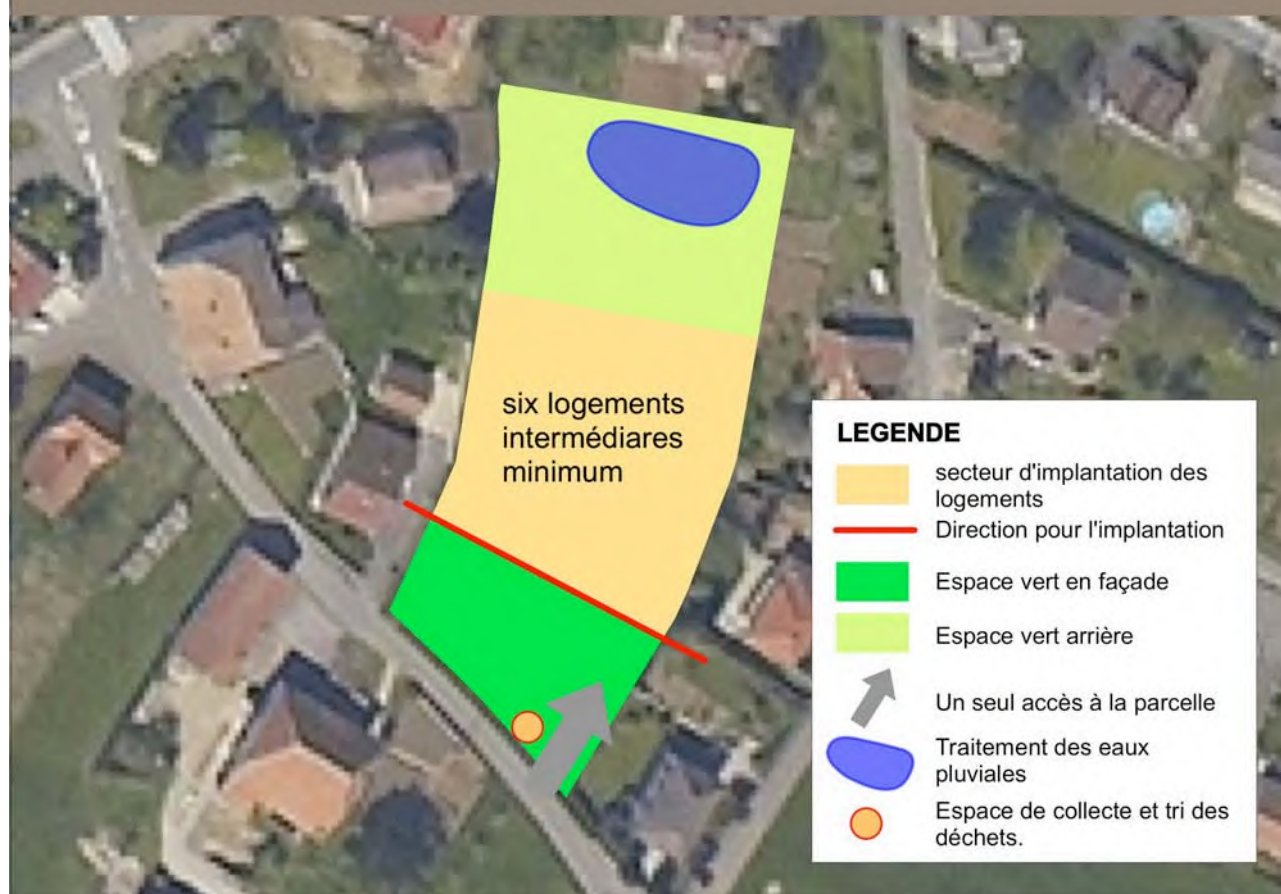 six logements
intermédiares
minimum
LEGENDE
secteur d'implantation des
logements
Direction pour l'implantation
Espace vert en façade
Espace vert arrière
Un seul accès à la parcelle
Traitement des eaux
pluviales
Espace de collecte et tri des
déchets.